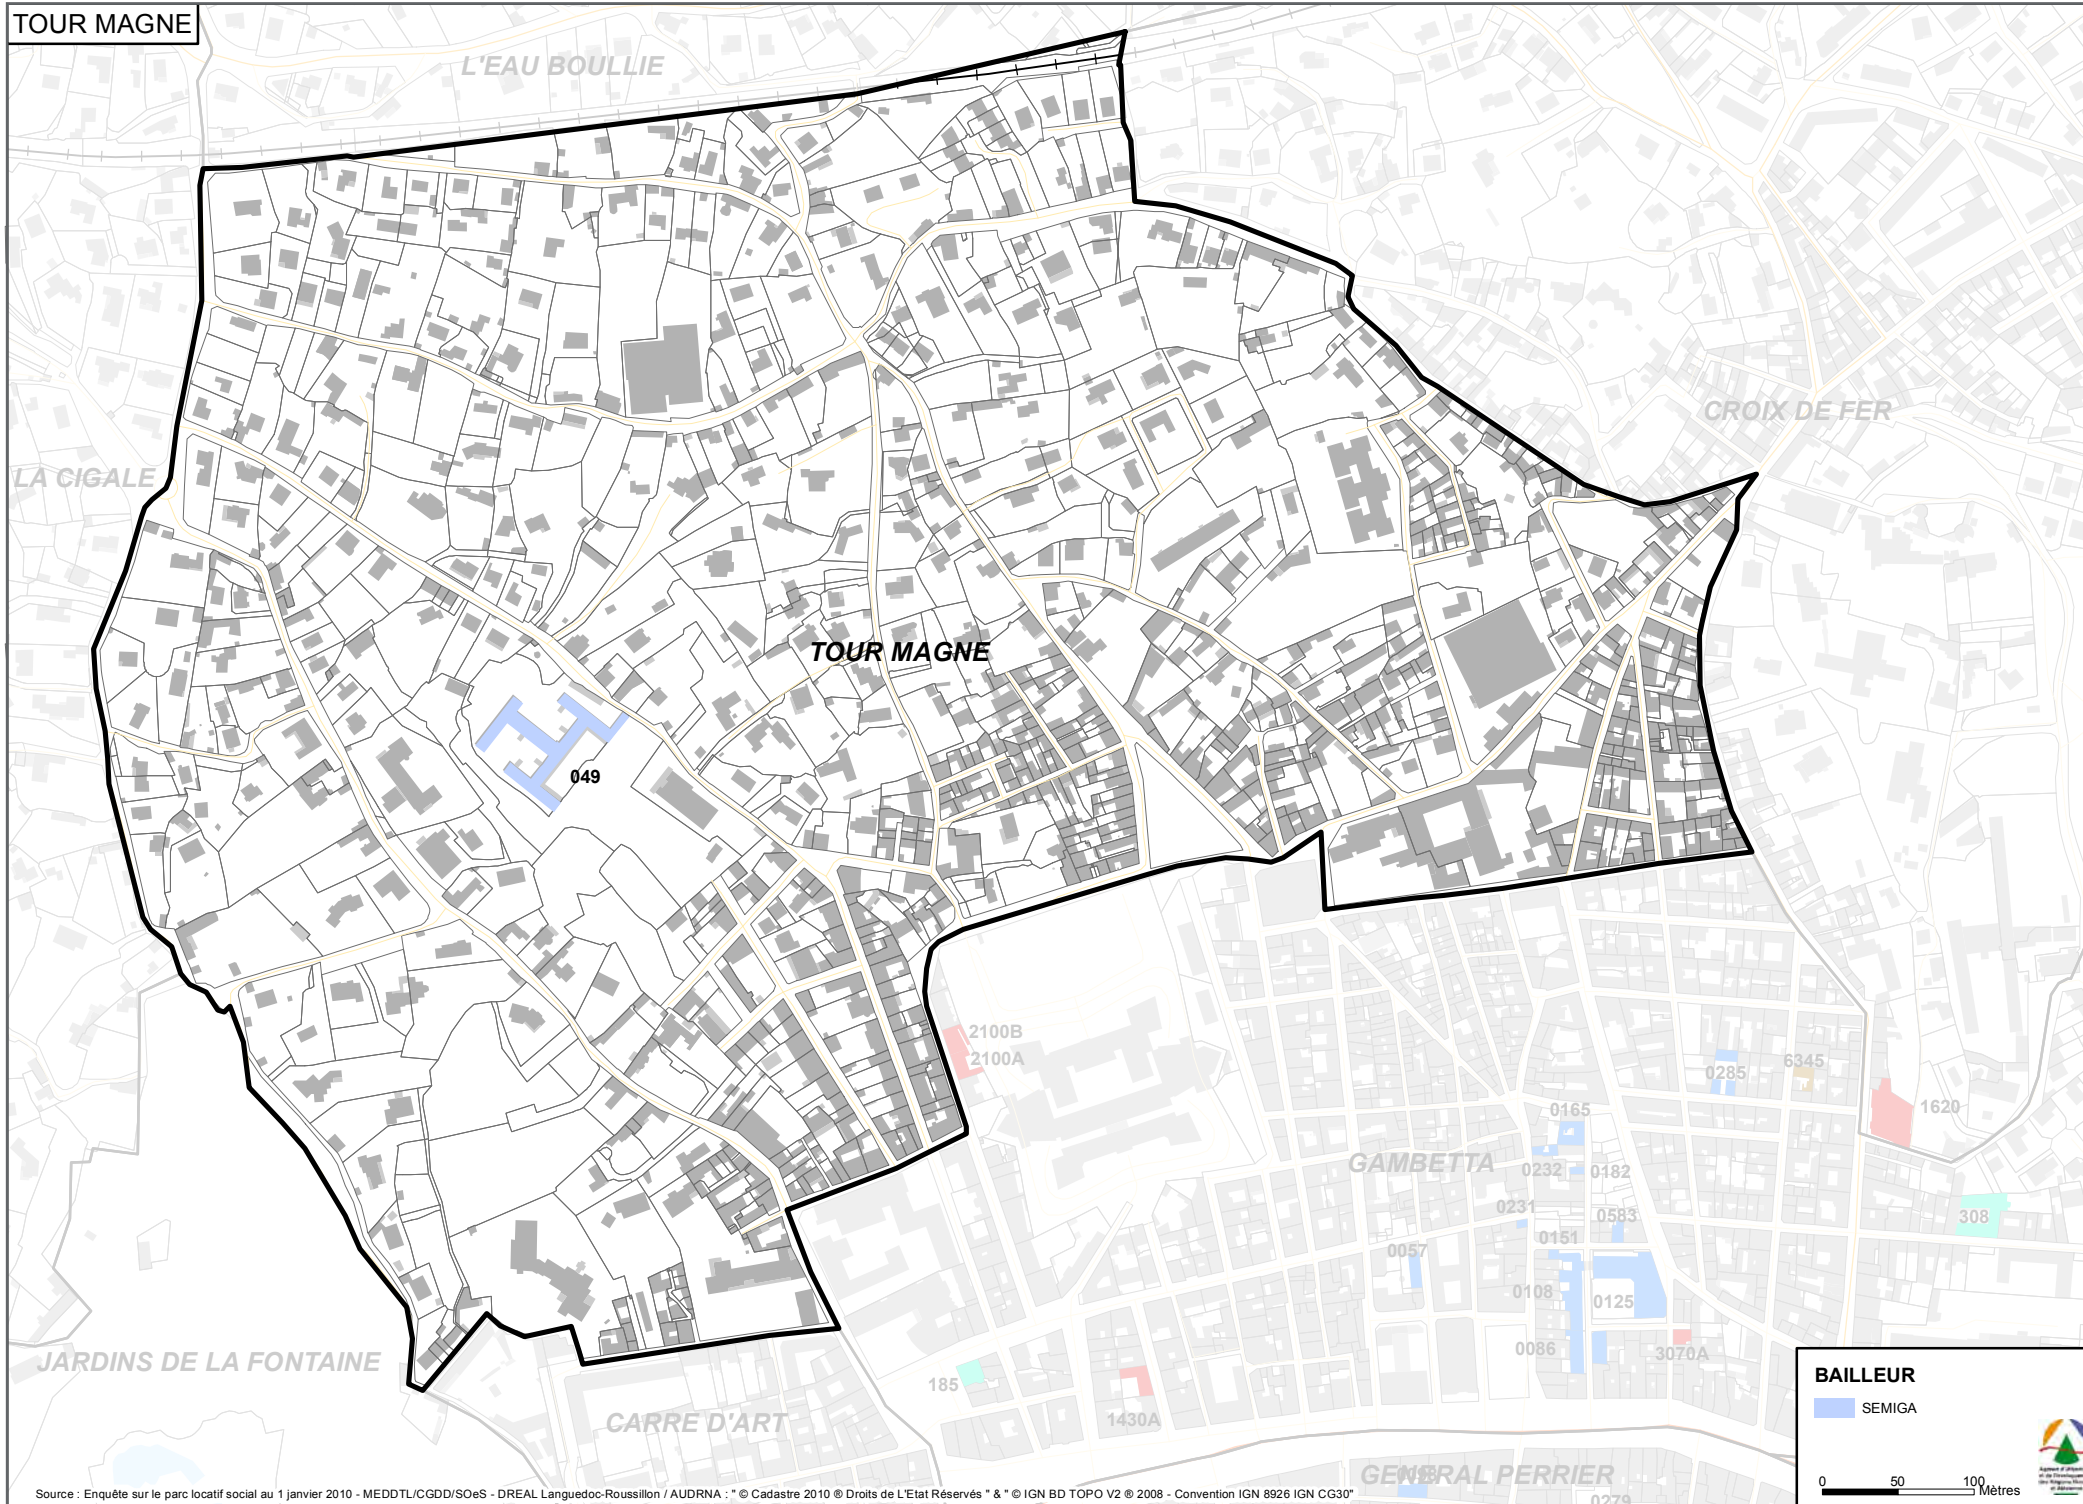 TOUR MAGNE
L'EAU BOULLIE
CROIX DE FER
LA CIGALE
TOUR MAGNE
049
2100B
2100A
0285
6345
1620
0165
GAMBETTA
0232
0182
0231
0583
308
0151
0057
0108
0125
0086
3070A
JARDINS DE LA FONTAINE
185
CARRE D'ART
1430A
GENERAL PERRIER
0279
BAILLEUR
SEMIGA
0 50 100
Mètres
Source : Enquête sur le parc locatif social au 1 janvier 2010 - MEDDTL/CGDD/SOeS - DREAL Languedoc-Roussillon / AUDRNA : " © Cadastre 2010 ® Droits de L'Etat Réservés " & " © IGN BD TOPO V2 ® 2008 - Convention IGN 8926 IGN CG30"